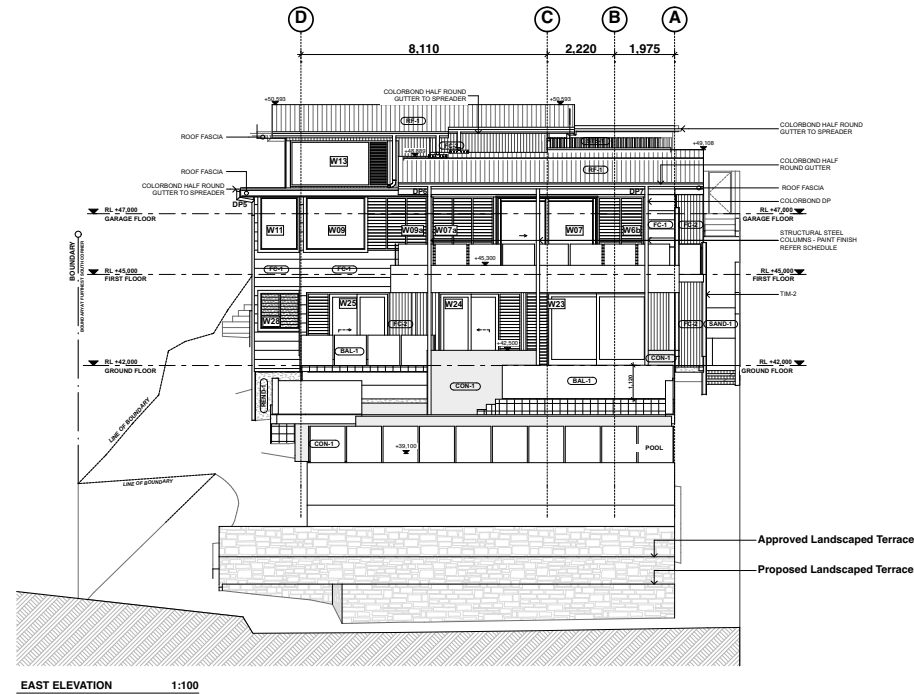 D
C
B
A
8,110
2,220
1,975
COLORBOND HALF ROUND
GUTTER TO SPREADER
+50,593
+50,593
RF-1
COLORBOND HALF ROUND
GUTTER TO SPREADER
ROOF FASCIA
+49,108
W13
RF-1
COLORBOND HALF
ROUND GUTTER
ROOF FASCIA
COLORBOND HALF ROUND
GUTTER TO SPREADER
DP5
DP6
DP7
ROOF FASCIA
COLORBOND DP
RL +47,000
GARAGE FLOOR
RL +47,000
GARAGE FLOOR
W11
W09
W09a
W07a
W07
W6b
FC-1
FC-2
STRUCTURAL STEEL
COLUMNS - PAINT FINISH
REFER SCHEDULE
BOUNDARY
FC-1
FC-1
+45,300
RL +45,000
FIRST FLOOR
RL +45,000
FIRST FLOOR
TIM-2
W28
W25
FC-2
W24
W23
FC-2
SAND-1
+42,500
BAL-1
CON-1
RL +42,000
GROUND FLOOR
RL +42,000
GROUND FLOOR
REND-1
CON-1
BAL-1
1,120
LINE OF BOUNDARY
CON-1
+39,100
POOL
LINE OF BOUNDARY
Approved Landscaped Terrace
Proposed Landscaped Terrace
EAST ELEVATION 1:100